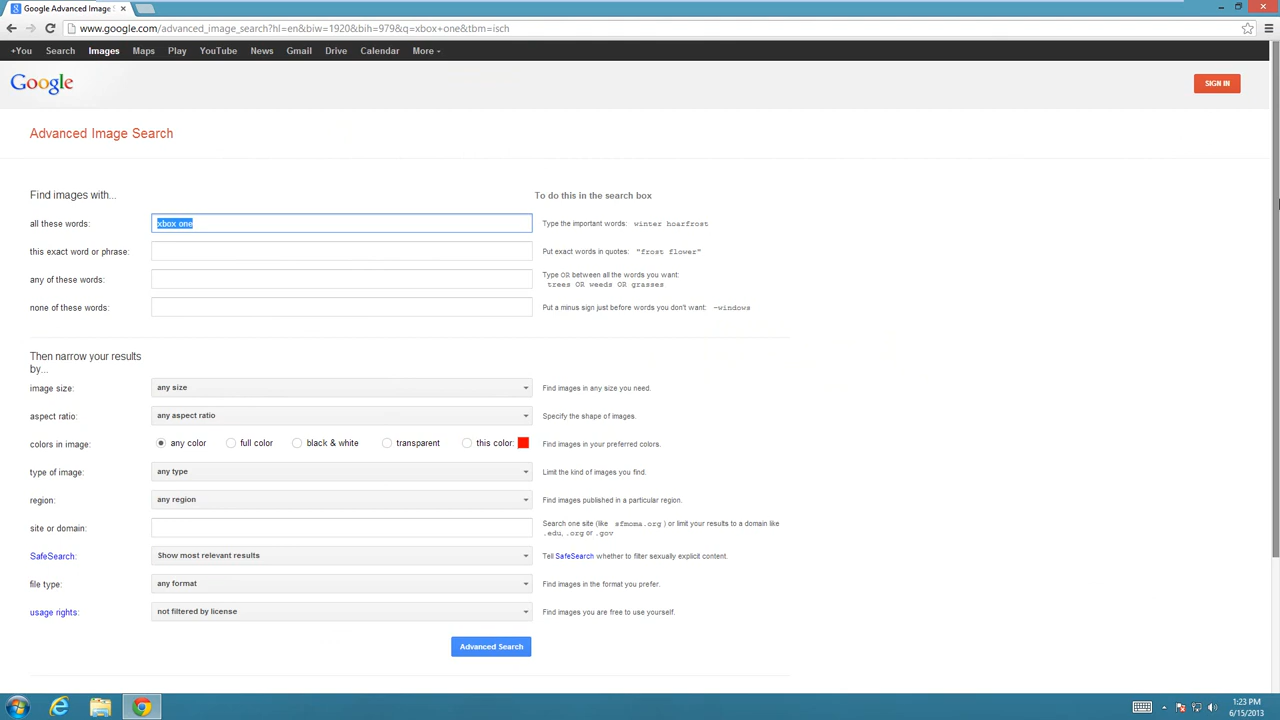 Google Advanced Image S
www.google.com/advanced_image_search?hl=en&biw=1920&bih=979&q=xbox+one&tbm=isch
+You Search Images Maps Play YouTube News Gmail Drive Calendar More
Google
SIGN IN
Advanced Image Search
Find images with...
To do this in the search box
all these words: xbox one Type the important words: winter hoarfrost
this exact word or phrase: Put exact words in quotes: "frost flower"
any of these words: Type OR between all the words you want:
trees OR weeds OR grasses
none of these words: Put a minus sign just before words you don't want: -windows
Then narrow your results
by...
image size: any size Find images in any size you need.
aspect ratio: any aspect ratio Specify the shape of images.
colors in image: any color full color black & white transparent this color: Find images in your preferred colors.
type of image: any type Limit the kind of images you find.
region: any region Find images published in a particular region.
site or domain: Search one site (like sfmoma.org ) or limit your results to a domain like
.edu, .org or .gov
SafeSearch: Show most relevant results Tell SafeSearch whether to filter sexually explicit content.
file type: any format Find images in the format you prefer.
usage rights: not filtered by license Find images you are free to use yourself.
Advanced Search
1:23 PM
6/15/2013